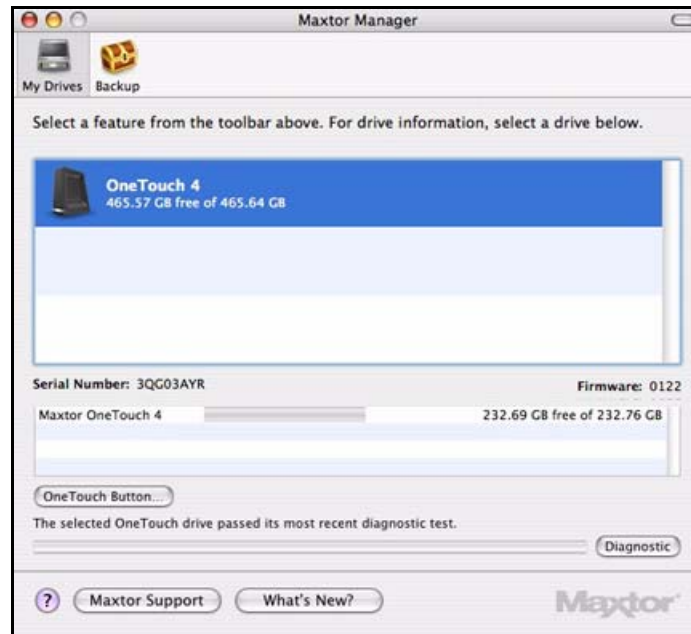 Maxtor Manager
My Drives Backup
Select a feature from the toolbar above. For drive information, select a drive below.
OneTouch 4
465.57 GB free of 465.64 GB
Serial Number: 3QG03AYR Firmware: 0122
Maxtor OneTouch 4 232.69 GB free of 232.76 GB
OneTouch Button...
The selected OneTouch drive passed its most recent diagnostic test.
Diagnostic
? Maxtor Support What's New? Maxtor